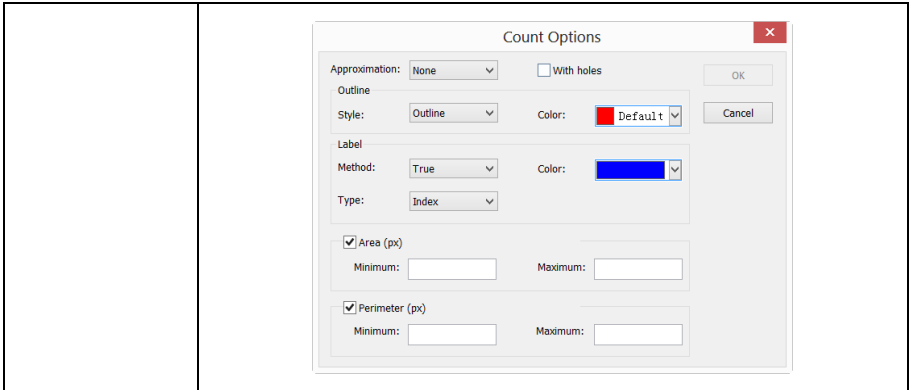 Count Options
Approximation: None With holes OK
Outline
Style: Outline Color: Default Cancel
Label
Method: True Color:
Type: Index
Area (px)
Minimum: Maximum:
Perimeter (px)
Minimum: Maximum: